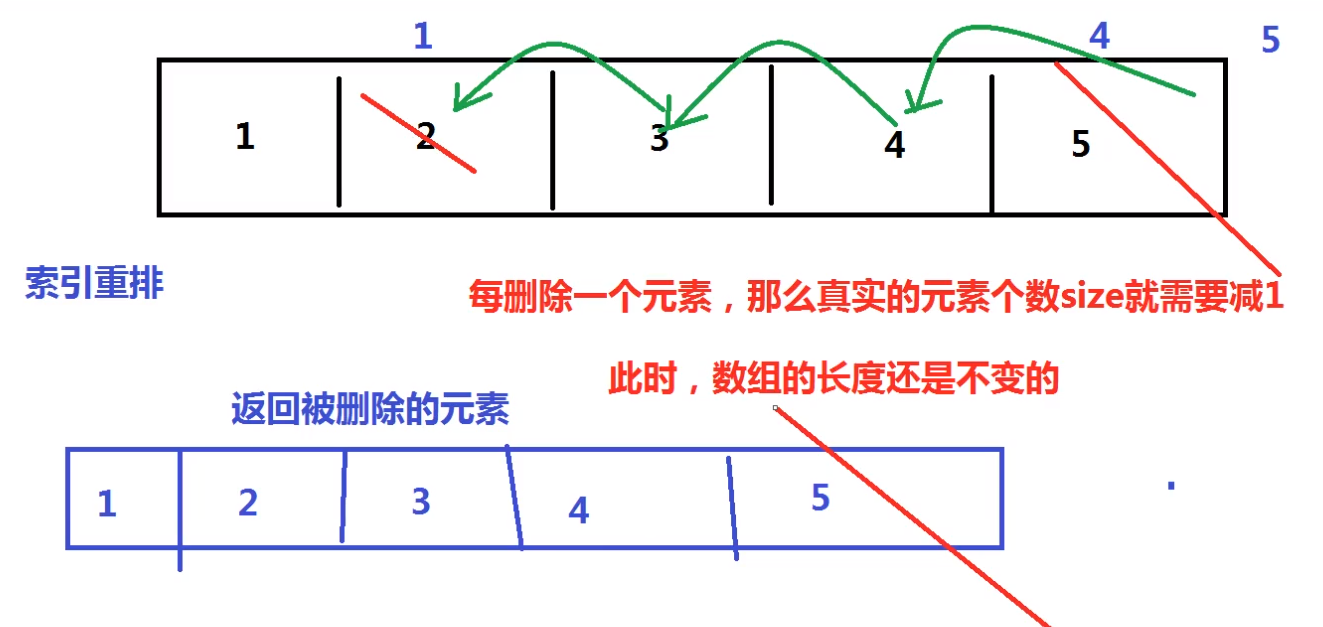 1 4 5
1 2 3 4 5
索引重排
每删除一个元素，那么真实的元素个数size就需要减1
此时，数组的长度还是不变的
返回被删除的元素
1 2 3 4 5